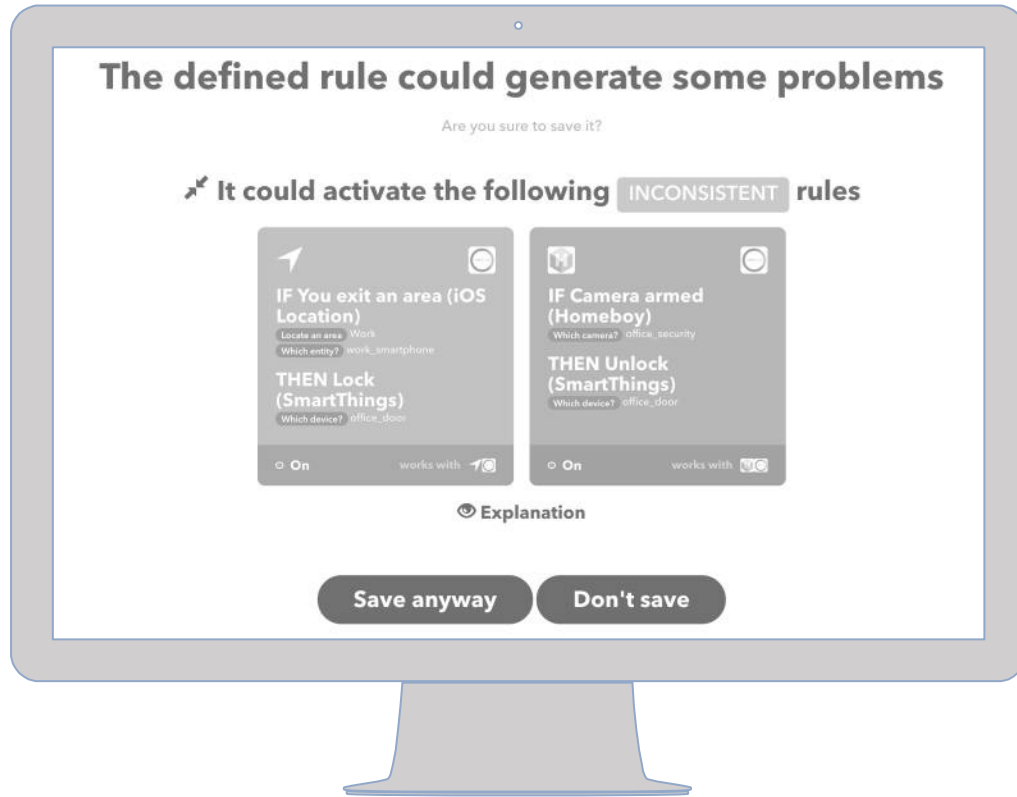 The defined rule could generate some problems
Are you sure to save it?
It could activate the following INCONSISTENT rules
IF You exit an area (iOS
Location)
Locate an area Work
Which entity? work_smartphone
THEN Lock
(SmartThings)
Which device? office_door
On works with
IF Camera armed
(Homeboy)
Which camera? office_security
THEN Unlock
(SmartThings)
Which device? office_door
On works with
Explanation
Save anyway Don't save